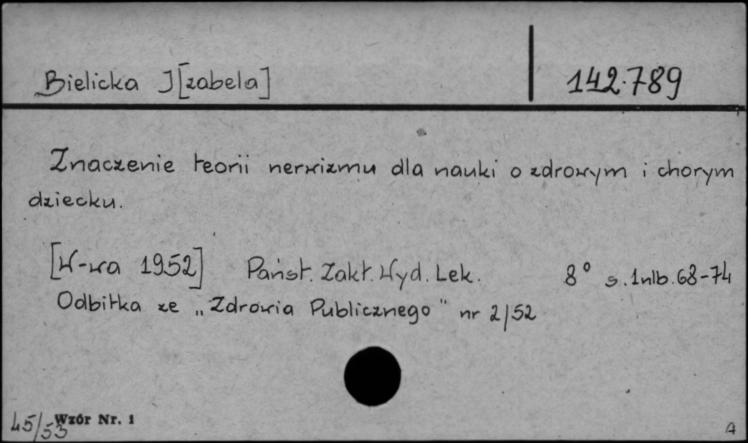 Bielicka I[zabela]
142.789
Znaczenie teorii nerwizmu dla nauki o zdrowym i chorym
dziecku.
[W-wa 1952] Państ. Zakł. Wyd. Lek. 8° s. 1nlb. 68-74
Odbitka ze „Zdrowia Publicznego" nr 2/52
45/53 Wzór Nr. 1
A